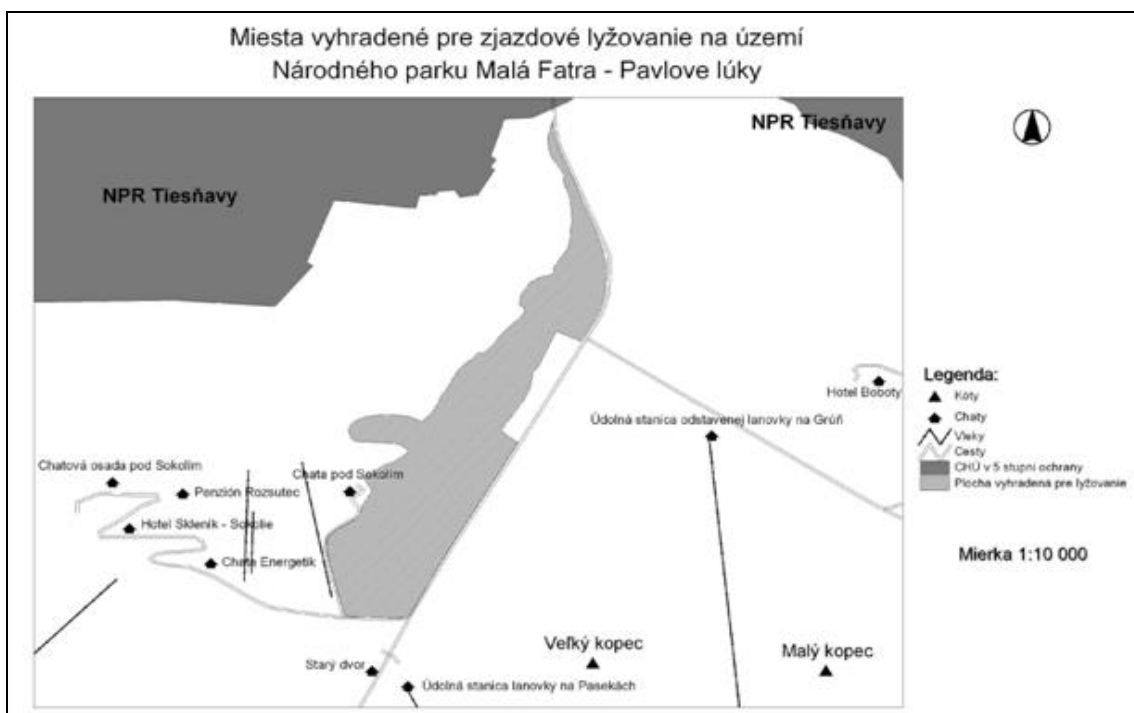 Miesta vyhradené pre zjazdové lyžovanie na území
Národného parku Malá Fatra - Pavlove lúky
NPR Tiesňavy
NPR Tiesňavy
Hotel Boboty
Údolná stanica odstavenej lanovky na Grúň
Chatová osada pod Sokolím
Penzión Rozsutec
Chata pod Sokolím
Hotel Skleník - Sokolie
Chata Energetik
Starý dvor
Údolná stanica lanovky na Pasekách
Veľký kopec
Malý kopec
Legenda:
Kóty
Chaty
Vleky
Cesty
CHÚ v 5 stupni ochrany
Plocha vyhradená pre lyžovanie
Mierka 1:10 000